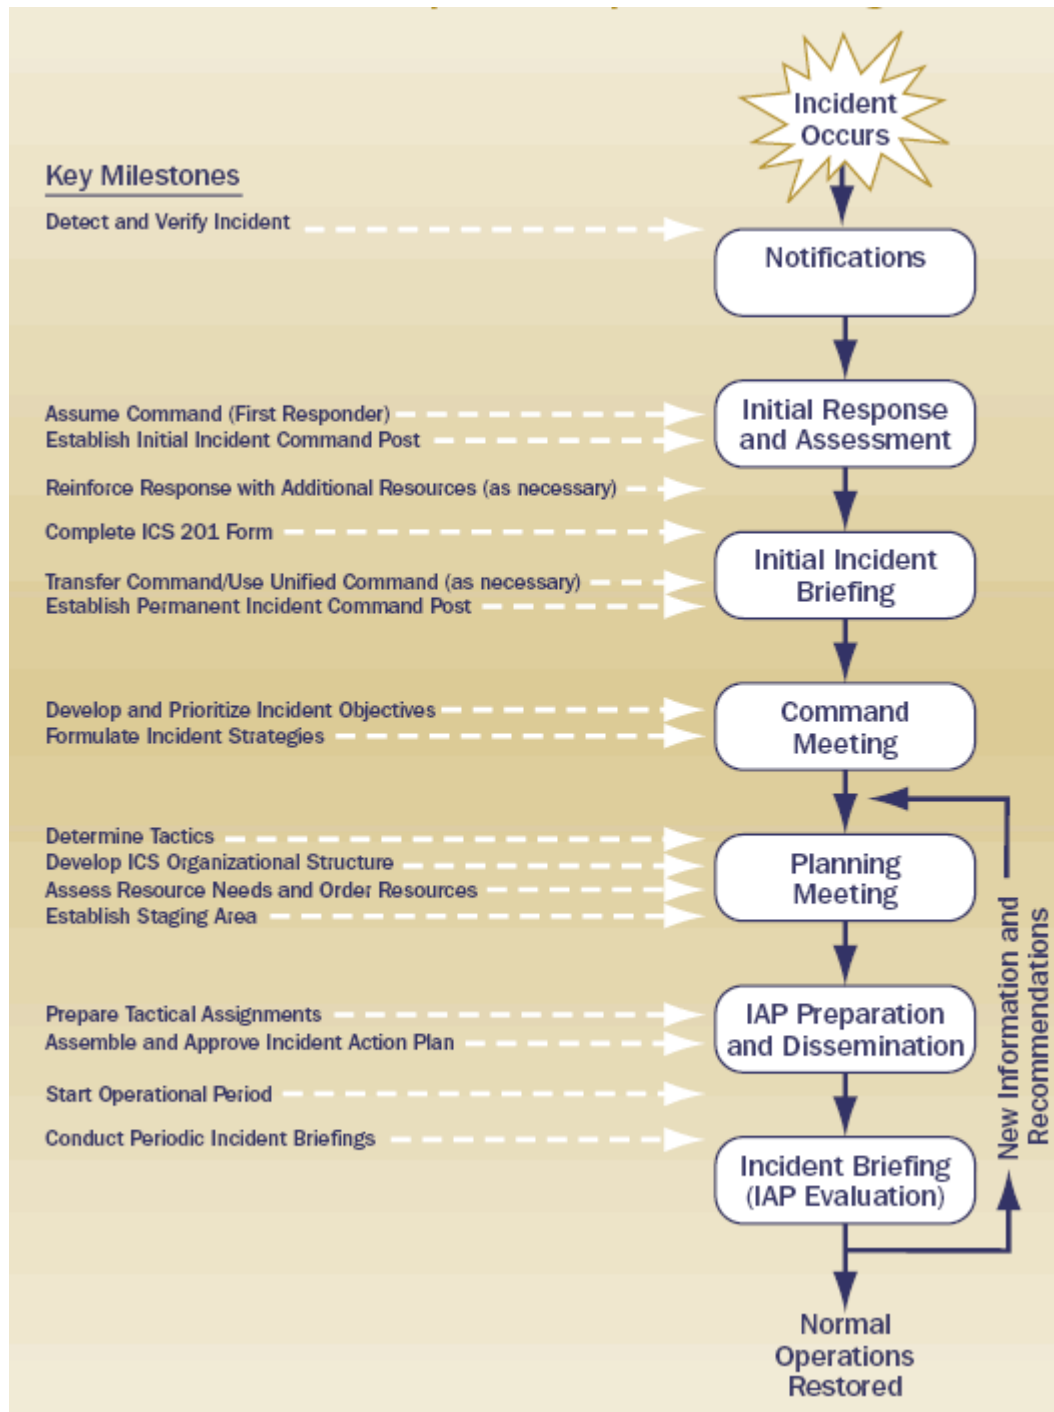 Incident
Occurs
Key Milestones
Detect and Verify Incident
Notifications
Assume Command (First Responder)
Establish Initial Incident Command Post
Initial Response
and Assessment
Reinforce Response with Additional Resources (as necessary)
Complete ICS 201 Form
Transfer Command/Use Unified Command (as necessary)
Establish Permanent Incident Command Post
Initial Incident
Briefing
Develop and Prioritize Incident Objectives
Formulate Incident Strategies
Command
Meeting
Determine Tactics
Develop ICS Organizational Structure
Assess Resource Needs and Order Resources
Establish Staging Area
Planning
Meeting
Prepare Tactical Assignments
Assemble and Approve Incident Action Plan
IAP Preparation
and Dissemination
Start Operational Period
Conduct Periodic Incident Briefings
Incident Briefing
(IAP Evaluation)
New Information and
Recommendations
Normal
Operations
Restored